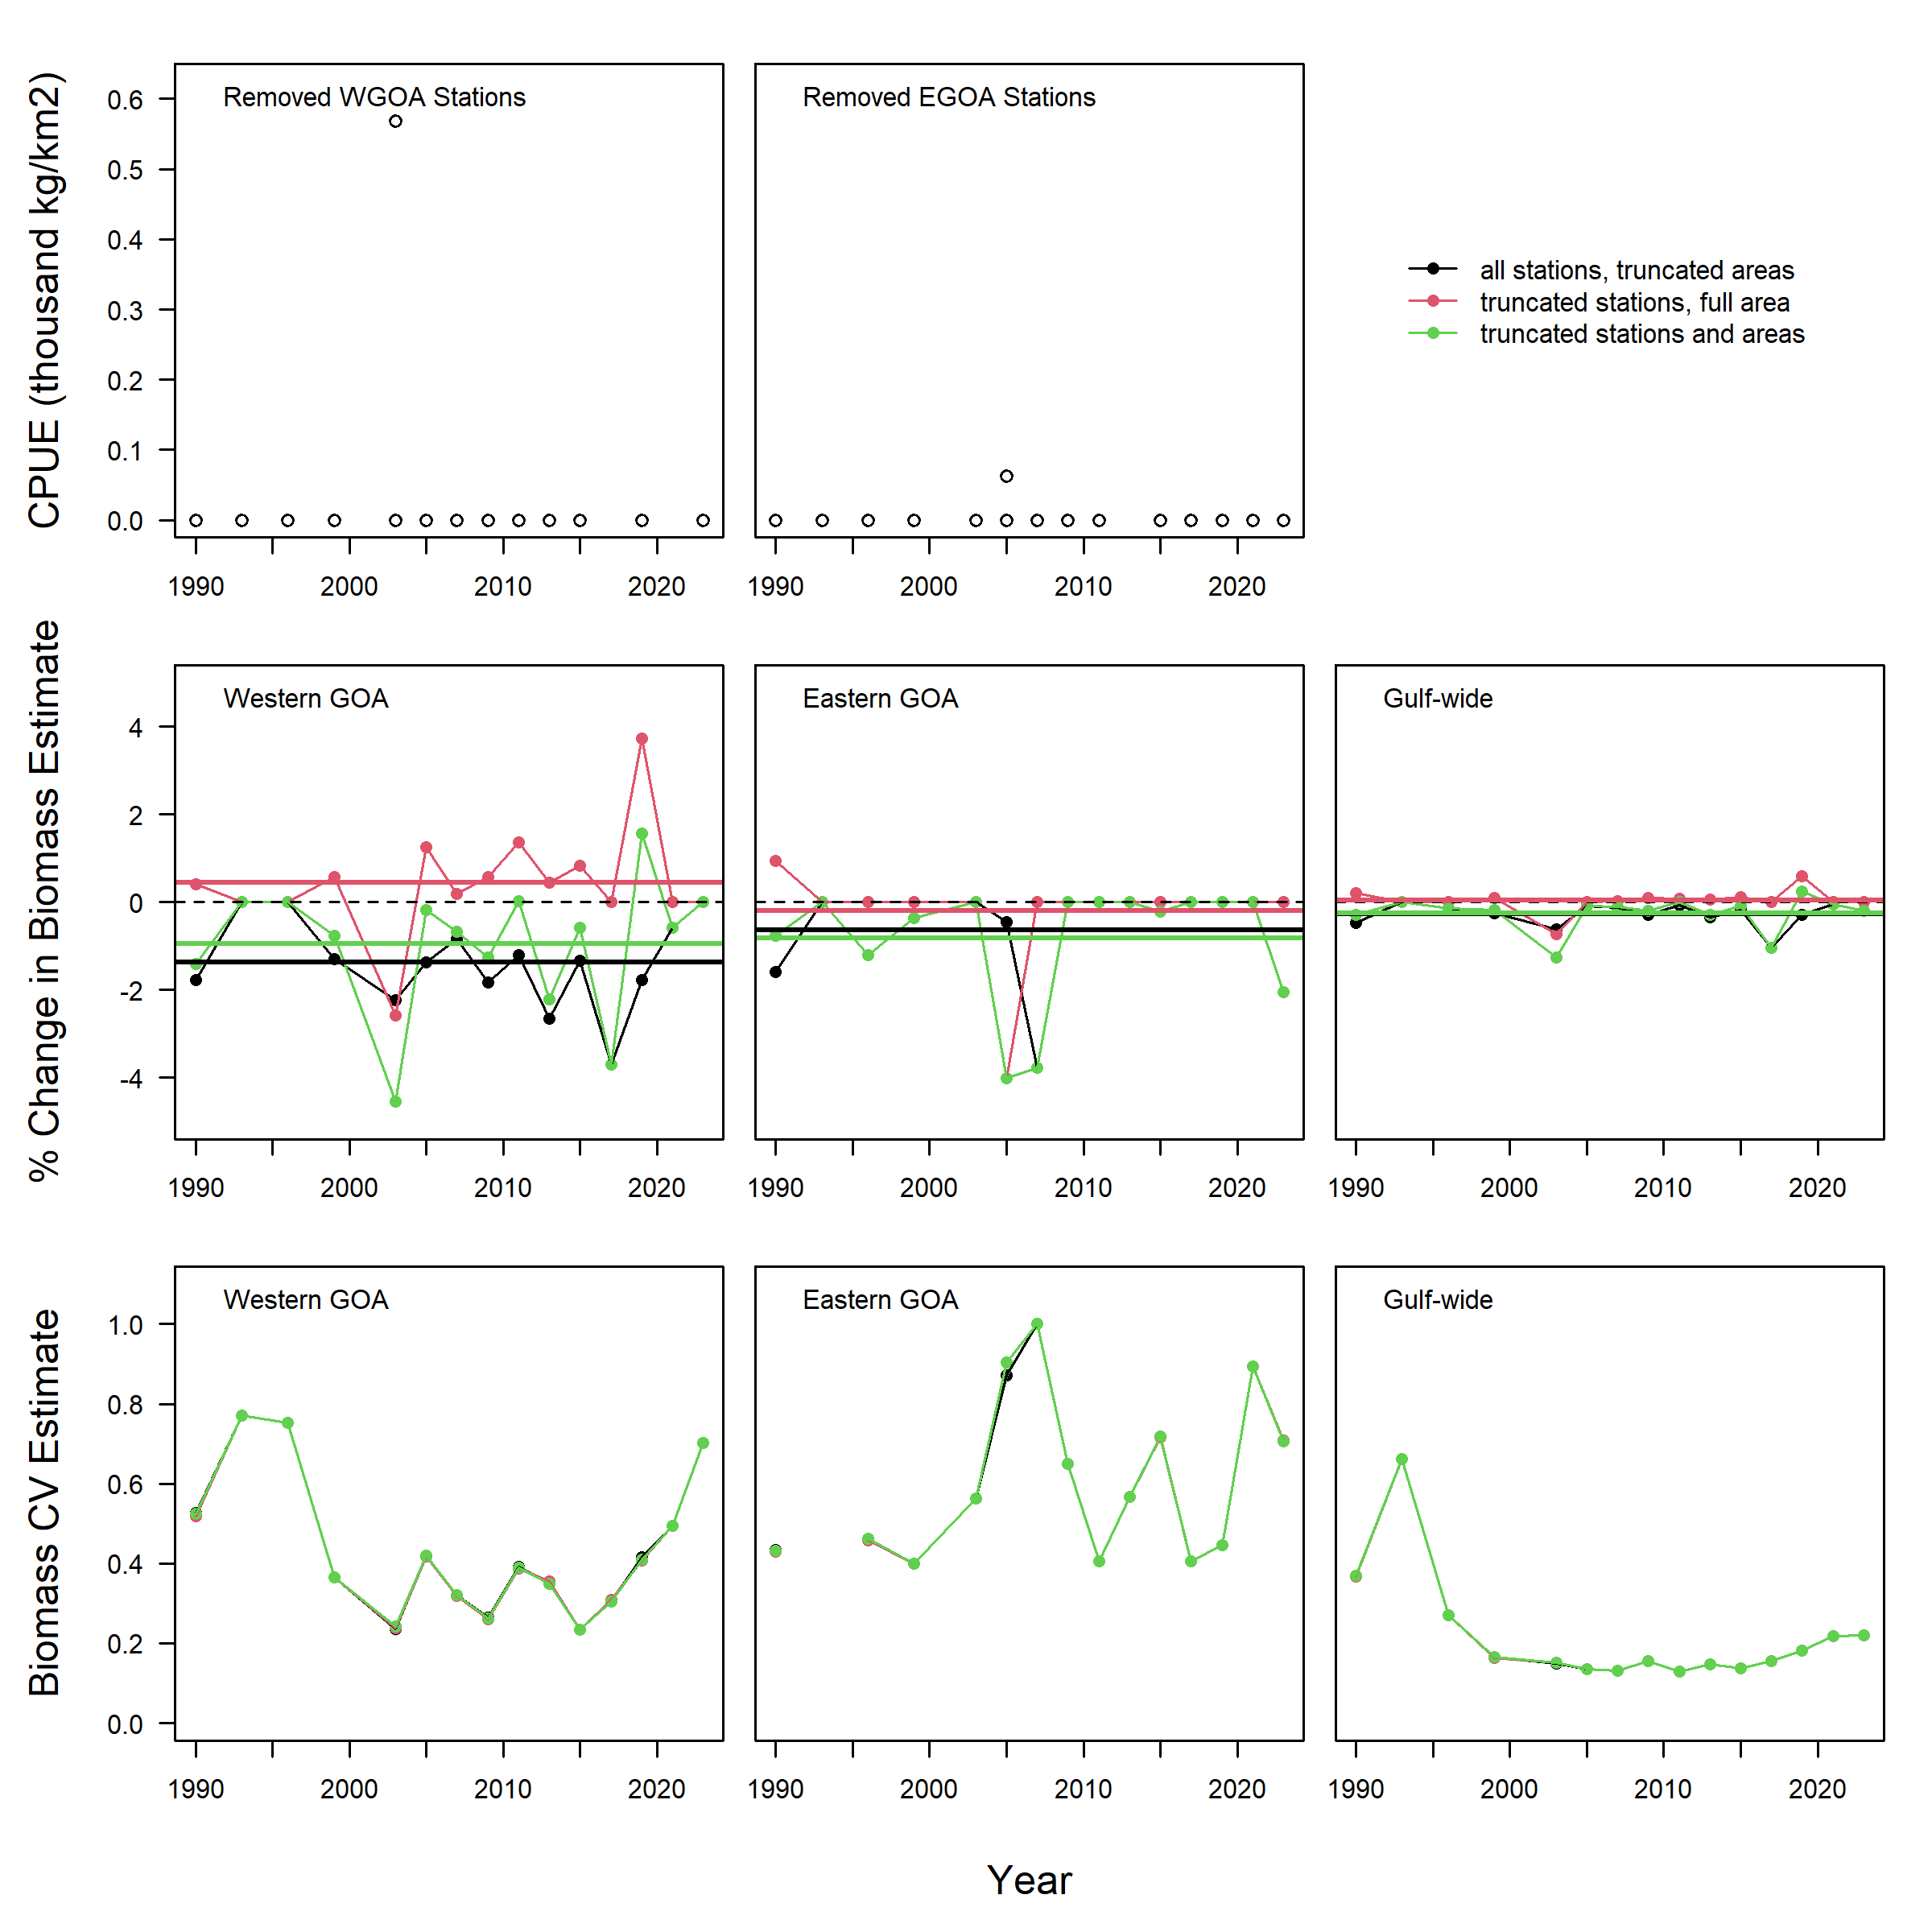 CPUE (thousand kg/km2)
0.6
0.5
0.4
0.3
0.2
0.1
0.0
Removed WGOA Stations
1990 2000 2010 2020
Removed EGOA Stations
1990 2000 2010 2020
all stations, truncated areas
truncated stations, full area
truncated stations and areas
% Change in Biomass Estimate
4
2
0
-2
-4
Western GOA
1990 2000 2010 2020
Eastern GOA
1990 2000 2010 2020
Gulf-wide
1990 2000 2010 2020
Biomass CV Estimate
1.0
0.8
0.6
0.4
0.2
0.0
Western GOA
1990 2000 2010 2020
Eastern GOA
1990 2000 2010 2020
Gulf-wide
1990 2000 2010 2020
Year